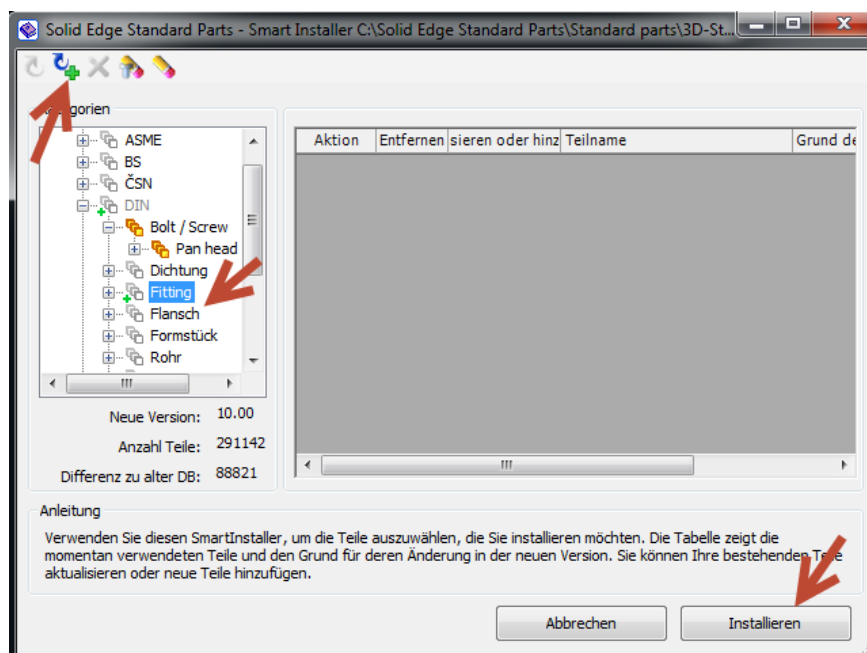 Solid Edge Standard Parts - Smart Installer C:\Solid Edge Standard Parts\Standard parts\3D-St...
gorien
ASME
BS
ČSN
DIN
Bolt / Screw
Pan head
Dichtung
Fitting
Flansch
Formstück
Rohr
Neue Version: 10.00
Anzahl Teile: 291142
Differenz zu alter DB: 88821
Aktion Entfernen sieren oder hinz Teilname Grund de
Anleitung
Verwenden Sie diesen SmartInstaller, um die Teile auszuwählen, die Sie installieren möchten. Die Tabelle zeigt die
momentan verwendeten Teile und den Grund für deren Änderung in der neuen Version. Sie können Ihre bestehenden Teile
aktualisieren oder neue Teile hinzufügen.
Abbrechen Installieren